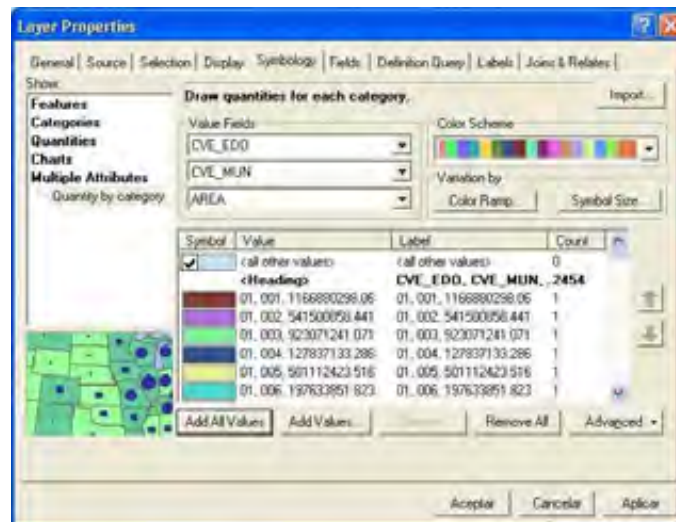 Layer Properties
General Source Selection Display Symbology Fields Definition Query Labels Joins & Relates
Show:
Features
Categories
Quantities
Charts
Multiple Attributes
Quantity by category
Draw quantities for each category.
Import...
Value Fields
CVE_EDO
CVE_MUN
AREA
Color Scheme
Variation by
Color Ramp...
Symbol Size...
Symbol Value Label Count
<all other values> <all other values> 0
<Heading> CVE_EDO, CVE_MUN, 2454
01, 001, 1166880298.06 01, 001, 1166880298.06 1
01, 002, 541500858.441 01, 002, 541500858.441 1
01, 003, 923071241.071 01, 003, 923071241.071 1
01, 004, 127837133.286 01, 004, 127837133.286 1
01, 005, 501112423.516 01, 005, 501112423.516 1
01, 006, 197633851.823 01, 006, 197633851.823 1
Add All Values Add Values... Remove All Advanced
Aceptar Cancelar Aplicar